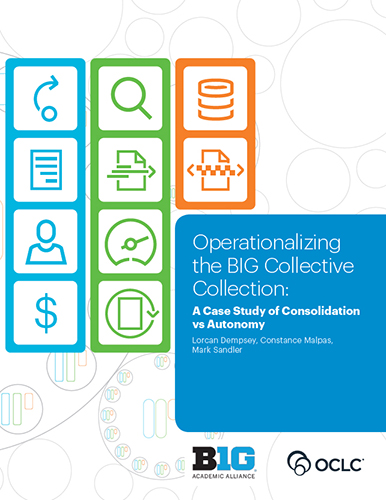 $
Operationalizing
the BIG Collective
Collection:
A Case Study of Consolidation
vs Autonomy
Lorcan Dempsey, Constance Malpas,
Mark Sandler
B1G
ACADEMIC ALLIANCE
OCLC